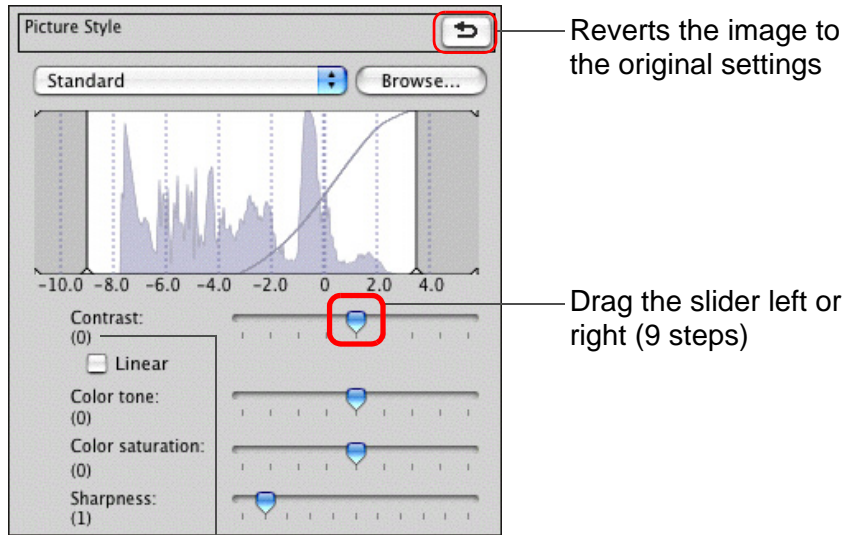 Picture Style
Reverts the image to
the original settings
Standard
Browse...
-10.0 -8.0 -6.0 -4.0 -2.0 0 2.0 4.0
Drag the slider left or
right (9 steps)
Contrast:
(0)
Linear
Color tone:
(0)
Color saturation:
(0)
Sharpness:
(1)